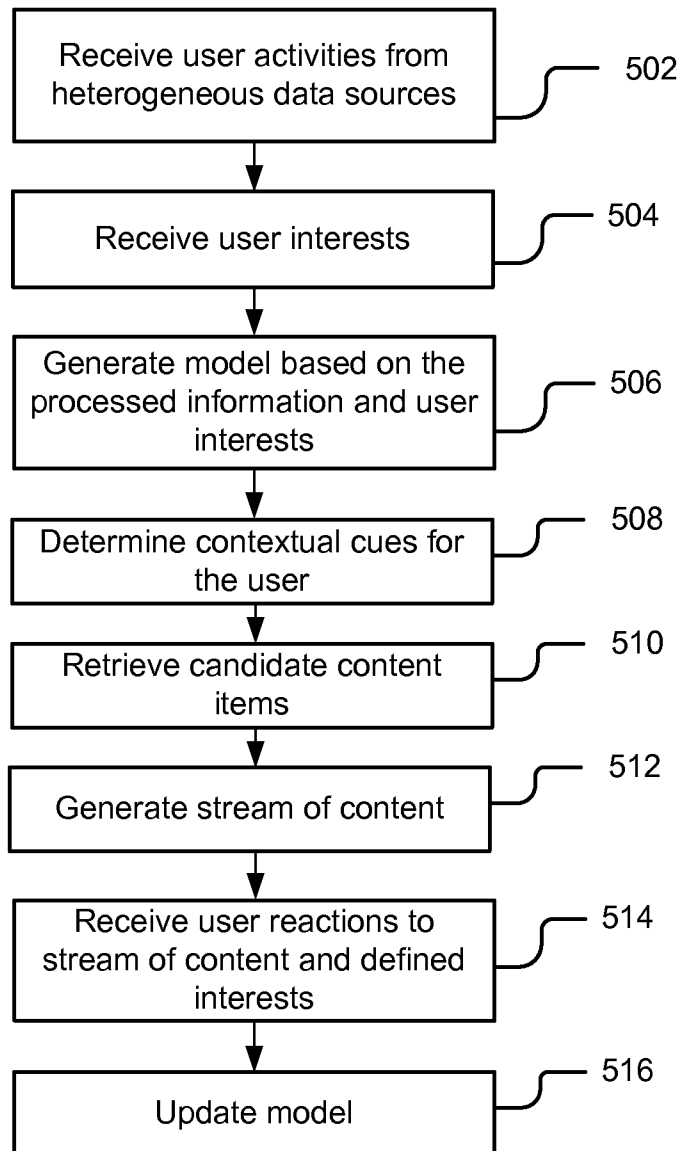 Receive user activities from
heterogeneous data sources
502
Receive user interests
504
Generate model based on the
processed information and user
interests
506
Determine contextual cues for
the user
508
Retrieve candidate content
items
510
Generate stream of content
512
Receive user reactions to
stream of content and defined
interests
514
Update model
516